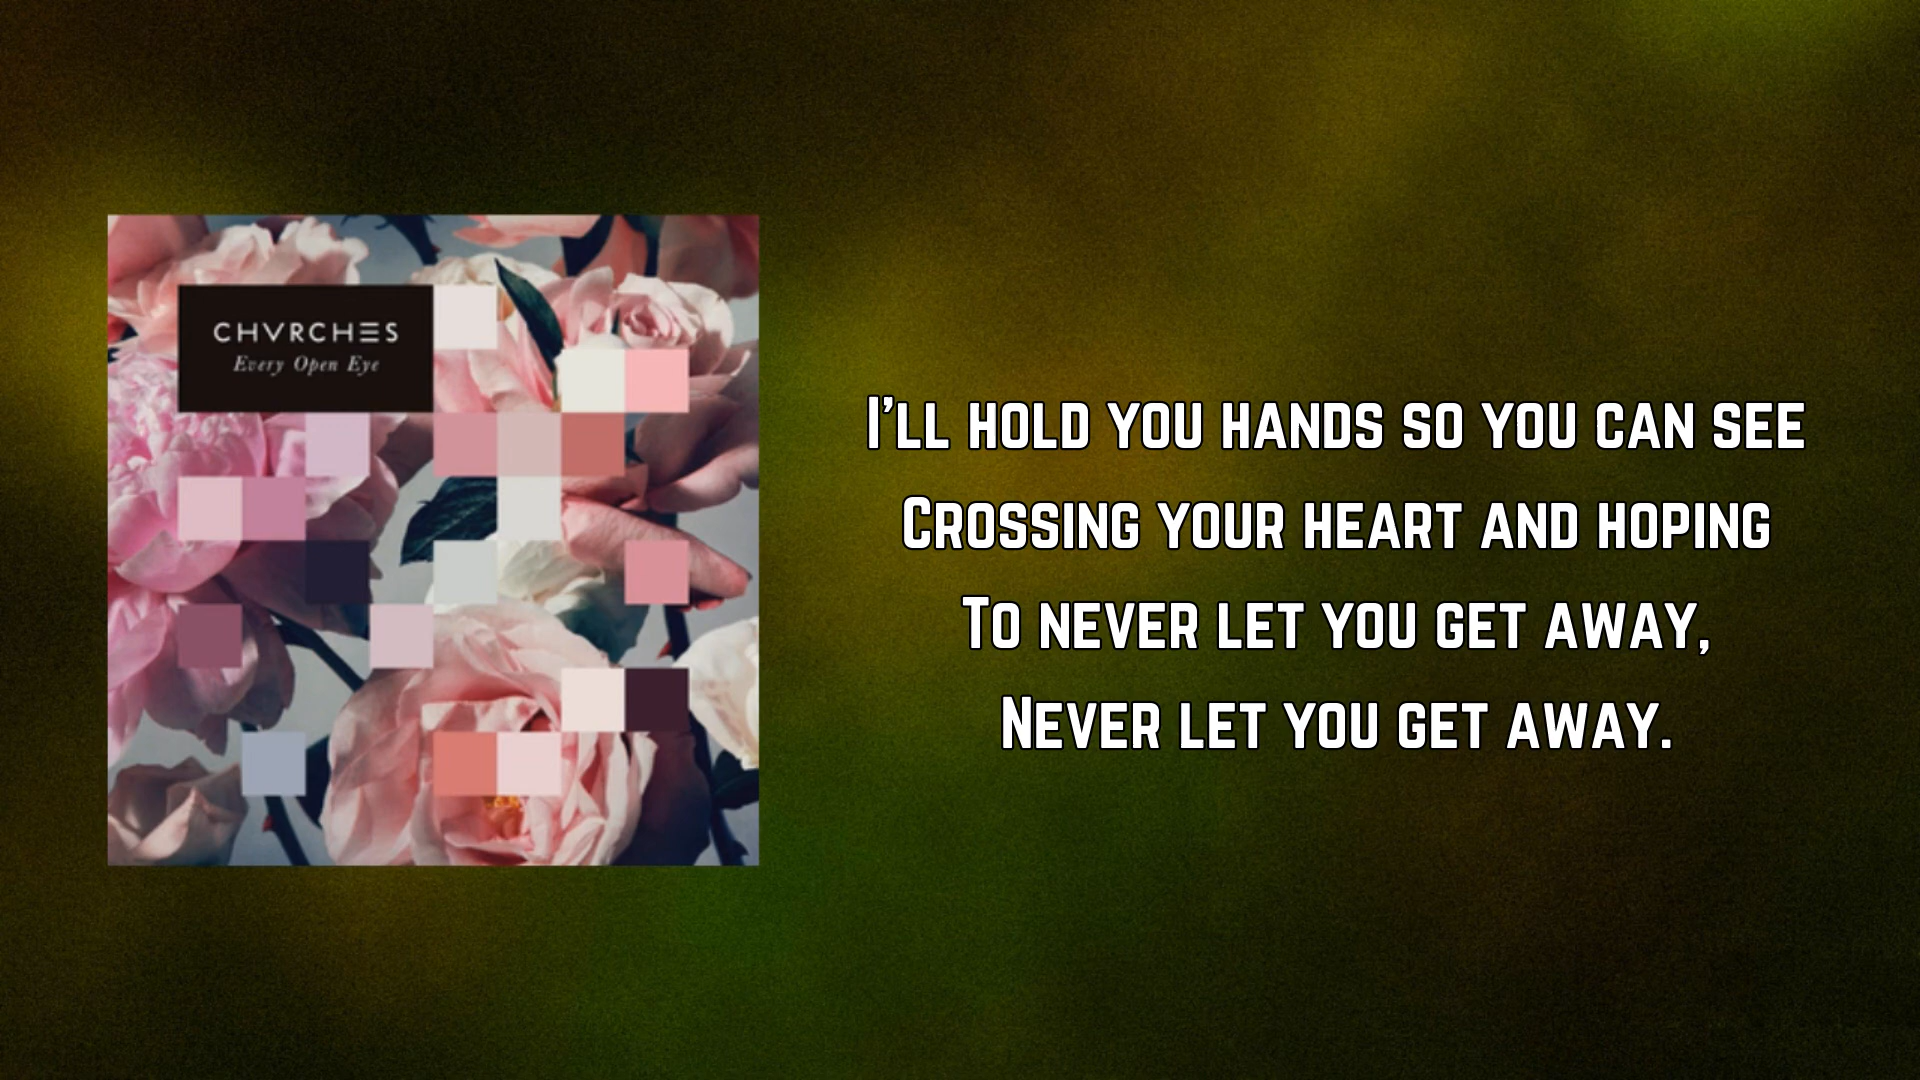 CHVRCHES
Every Open Eye
I'LL HOLD YOU HANDS SO YOU CAN SEE
CROSSING YOUR HEART AND HOPING
TO NEVER LET YOU GET AWAY,
NEVER LET YOU GET AWAY.